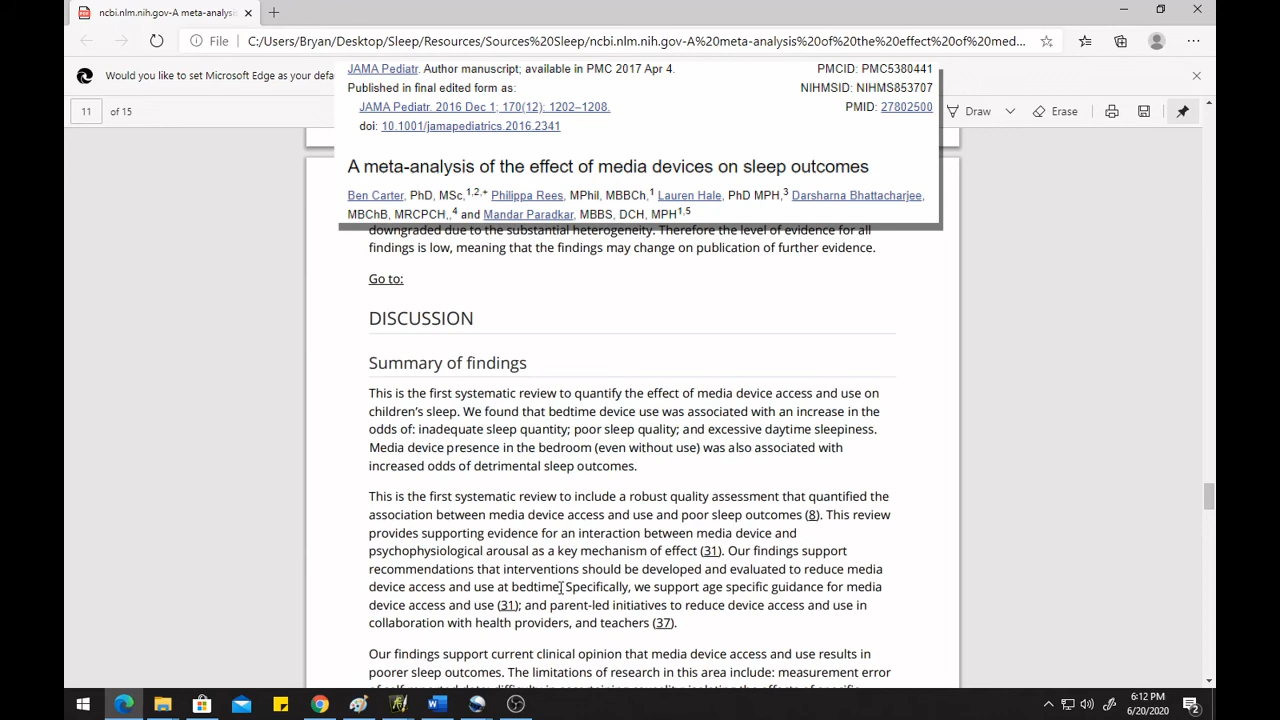 ncbi.nlm.nih.gov-A meta-analysis
File C:/Users/Bryan/Desktop/Sleep/Resources/Sources%20Sleep/ncbi.nlm.nih.gov-A%20meta-analysis%20of%20the%20effect%20of%20med...
Would you like to set Microsoft Edge as your defa
JAMA Pediatr. Author manuscript; available in PMC 2017 Apr 4. PMCID: PMC5380441
Published in final edited form as: NIHMSID: NIHMS853707
JAMA Pediatr. 2016 Dec 1; 170(12): 1202–1208. PMID: 27802500
doi: 10.1001/jamapediatrics.2016.2341
11 of 15 Draw Erase
A meta-analysis of the effect of media devices on sleep outcomes
Ben Carter, PhD, MSc,1,2,+ Philippa Rees, MPhil, MBBCh,1 Lauren Hale, PhD MPH,3 Darsharna Bhattacharjee,
MBChB, MRCPCH,,4 and Mandar Paradkar, MBBS, DCH, MPH1,5
downgraded due to the substantial heterogeneity. Therefore the level of evidence for all
findings is low, meaning that the findings may change on publication of further evidence.
Go to:
DISCUSSION
Summary of findings
This is the first systematic review to quantify the effect of media device access and use on
children's sleep. We found that bedtime device use was associated with an increase in the
odds of: inadequate sleep quantity; poor sleep quality; and excessive daytime sleepiness.
Media device presence in the bedroom (even without use) was also associated with
increased odds of detrimental sleep outcomes.
This is the first systematic review to include a robust quality assessment that quantified the
association between media device access and use and poor sleep outcomes (8). This review
provides supporting evidence for an interaction between media device and
psychophysiological arousal as a key mechanism of effect (31). Our findings support
recommendations that interventions should be developed and evaluated to reduce media
device access and use at bedtime. Specifically, we support age specific guidance for media
device access and use (31); and parent-led initiatives to reduce device access and use in
collaboration with health providers, and teachers (37).
Our findings support current clinical opinion that media device access and use results in
poorer sleep outcomes. The limitations of research in this area include: measurement error
6:12 PM
6/20/2020
2